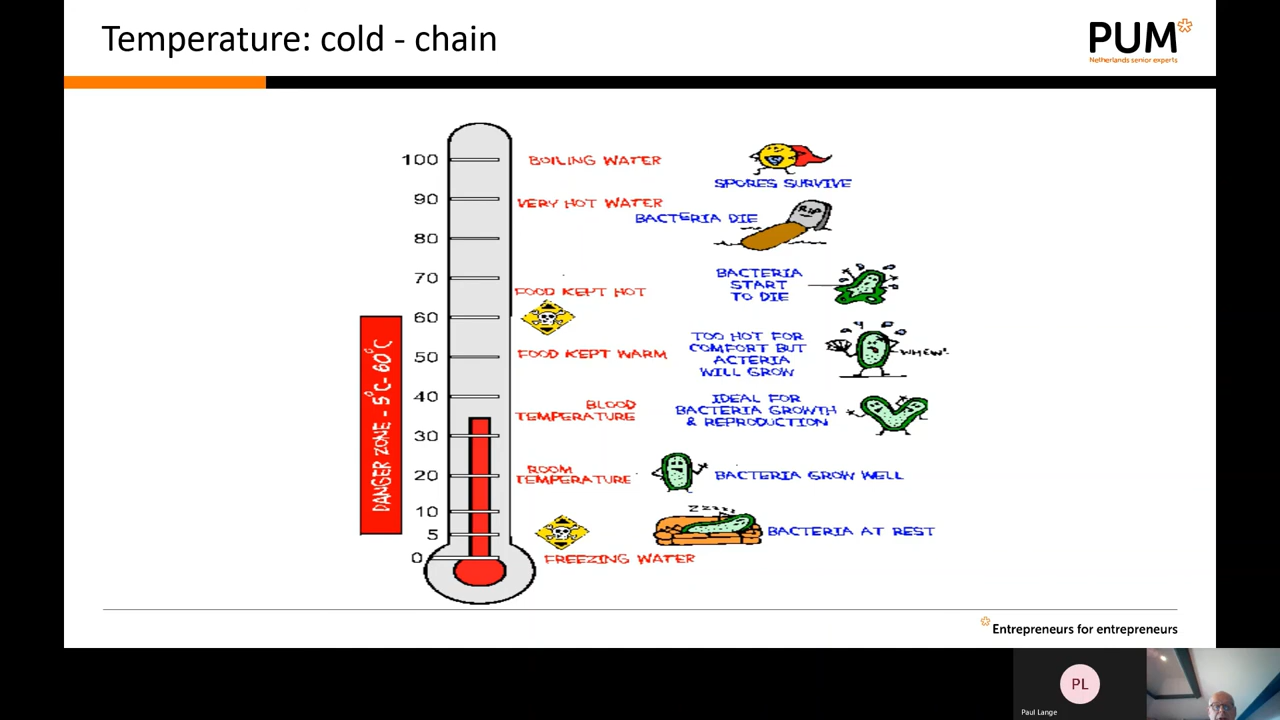 Temperature: cold - chain
PUM
Netherlands senior experts
100
BOILING WATER
SPORES SURVIVE
90
VERY HOT WATER
BACTERIA DIE
RIP
80
70
BACTERIA
START
TO DIE
FOOD KEPT HOT
60
DANGER ZONE - 5°C- 60°C
50
FOOD KEPT WARM
TOO HOT FOR
COMFORT BUT
ACTERIA
WILL GROW
WHEW!
40
BLOOD
TEMPERATURE
IDEAL FOR
BACTERIA GROWTH
& REPRODUCTION
30
20
ROOM
TEMPERATURE
BACTERIA GROW WELL
10
5
ZZZZZ
BACTERIA AT REST
0
FREEZING WATER
Entrepreneurs for entrepreneurs
PL
Paul Lange